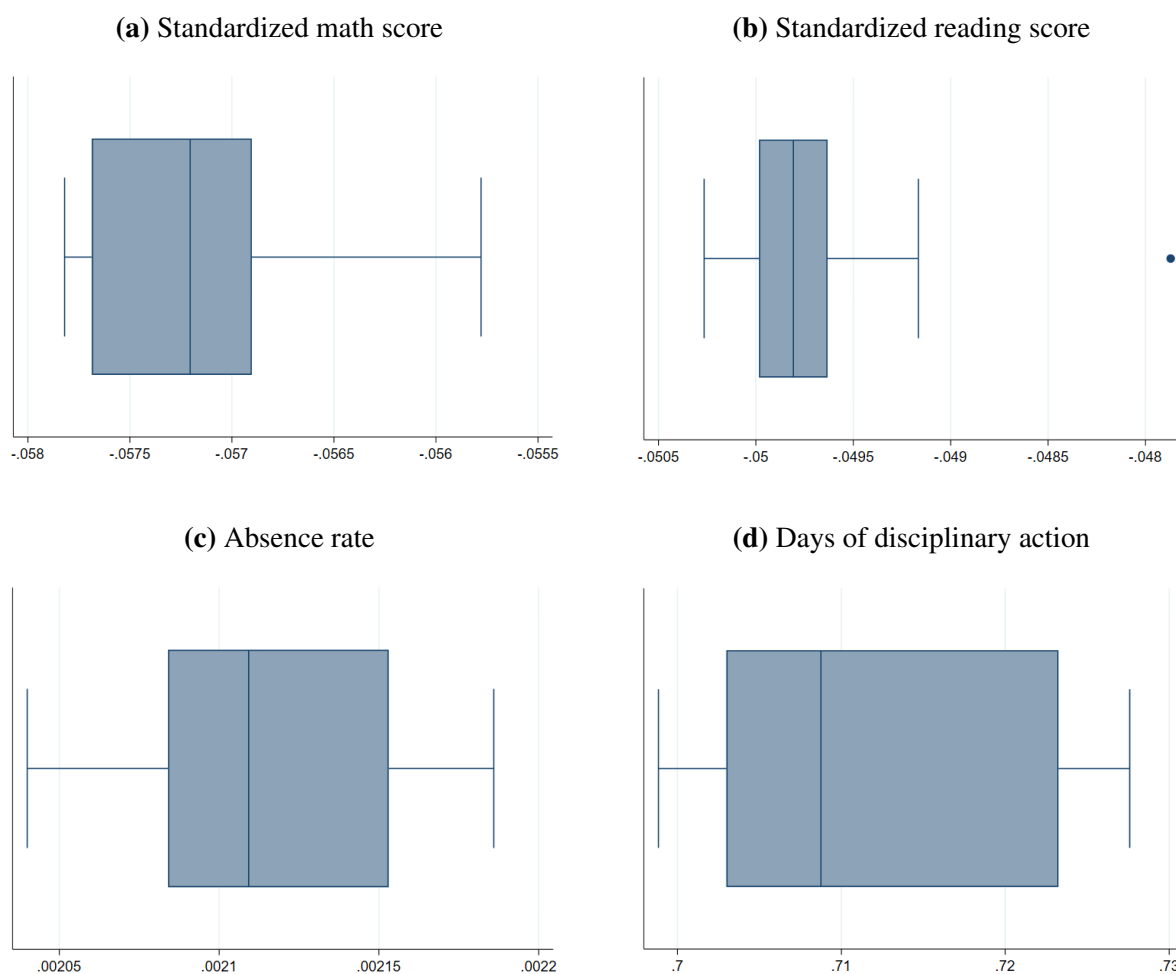 (a) Standardized math score
(b) Standardized reading score
-.058 -.0575 -.057 -.0565 -.056 -.0555
-.0505 -.05 -.0495 -.049 -.0485 -.048
(c) Absence rate
(d) Days of disciplinary action
.00205 .0021 .00215 .0022
.7 .71 .72 .73